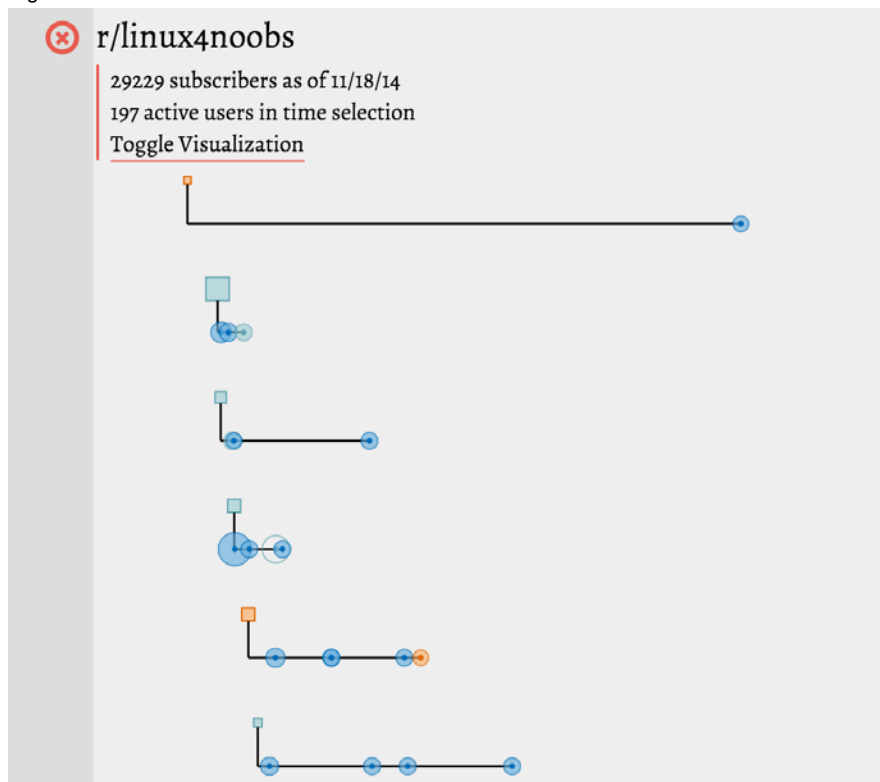 r/linux4noobs
29229 subscribers as of 11/18/14
197 active users in time selection
Toggle Visualization